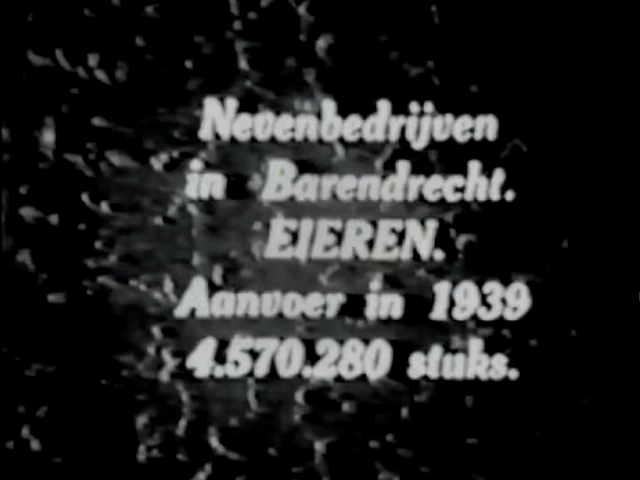 Nevenbedrijven
in Barendrecht.
EIEREN.
Aanvoer in 1939
4.570.280 stuks.